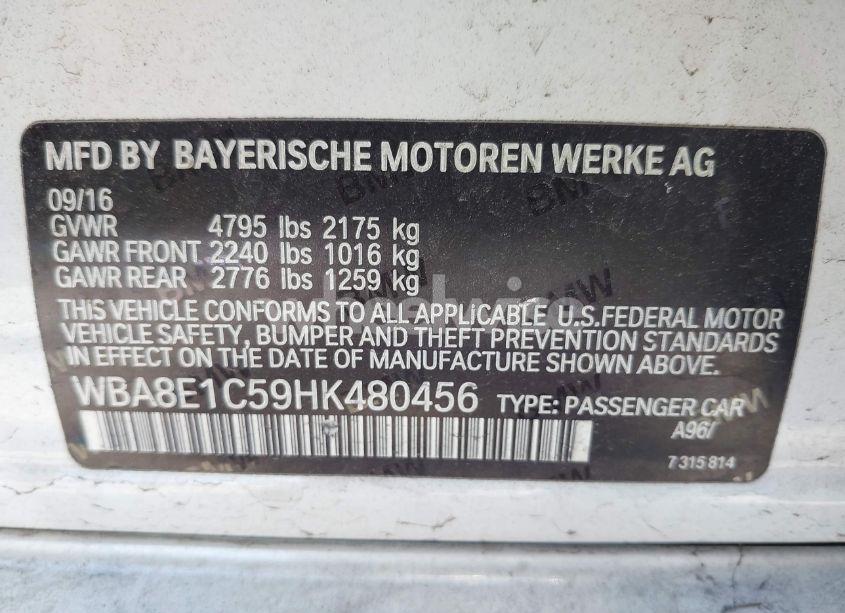 MFD BY BAYERISCHE MOTOREN WERKE AG
09/16
GVWR 4795 lbs 2175 kg
GAWR FRONT 2240 lbs 1016 kg
GAWR REAR 2776 lbs 1259 kg
THIS VEHICLE CONFORMS TO ALL APPLICABLE U.S.FEDERAL MOTOR
VEHICLE SAFETY, BUMPER AND THEFT PREVENTION STANDARDS
IN EFFECT ON THE DATE OF MANUFACTURE SHOWN ABOVE.
WBA8E1C59HK480456 TYPE: PASSENGER CAR
A96/
7 315 814